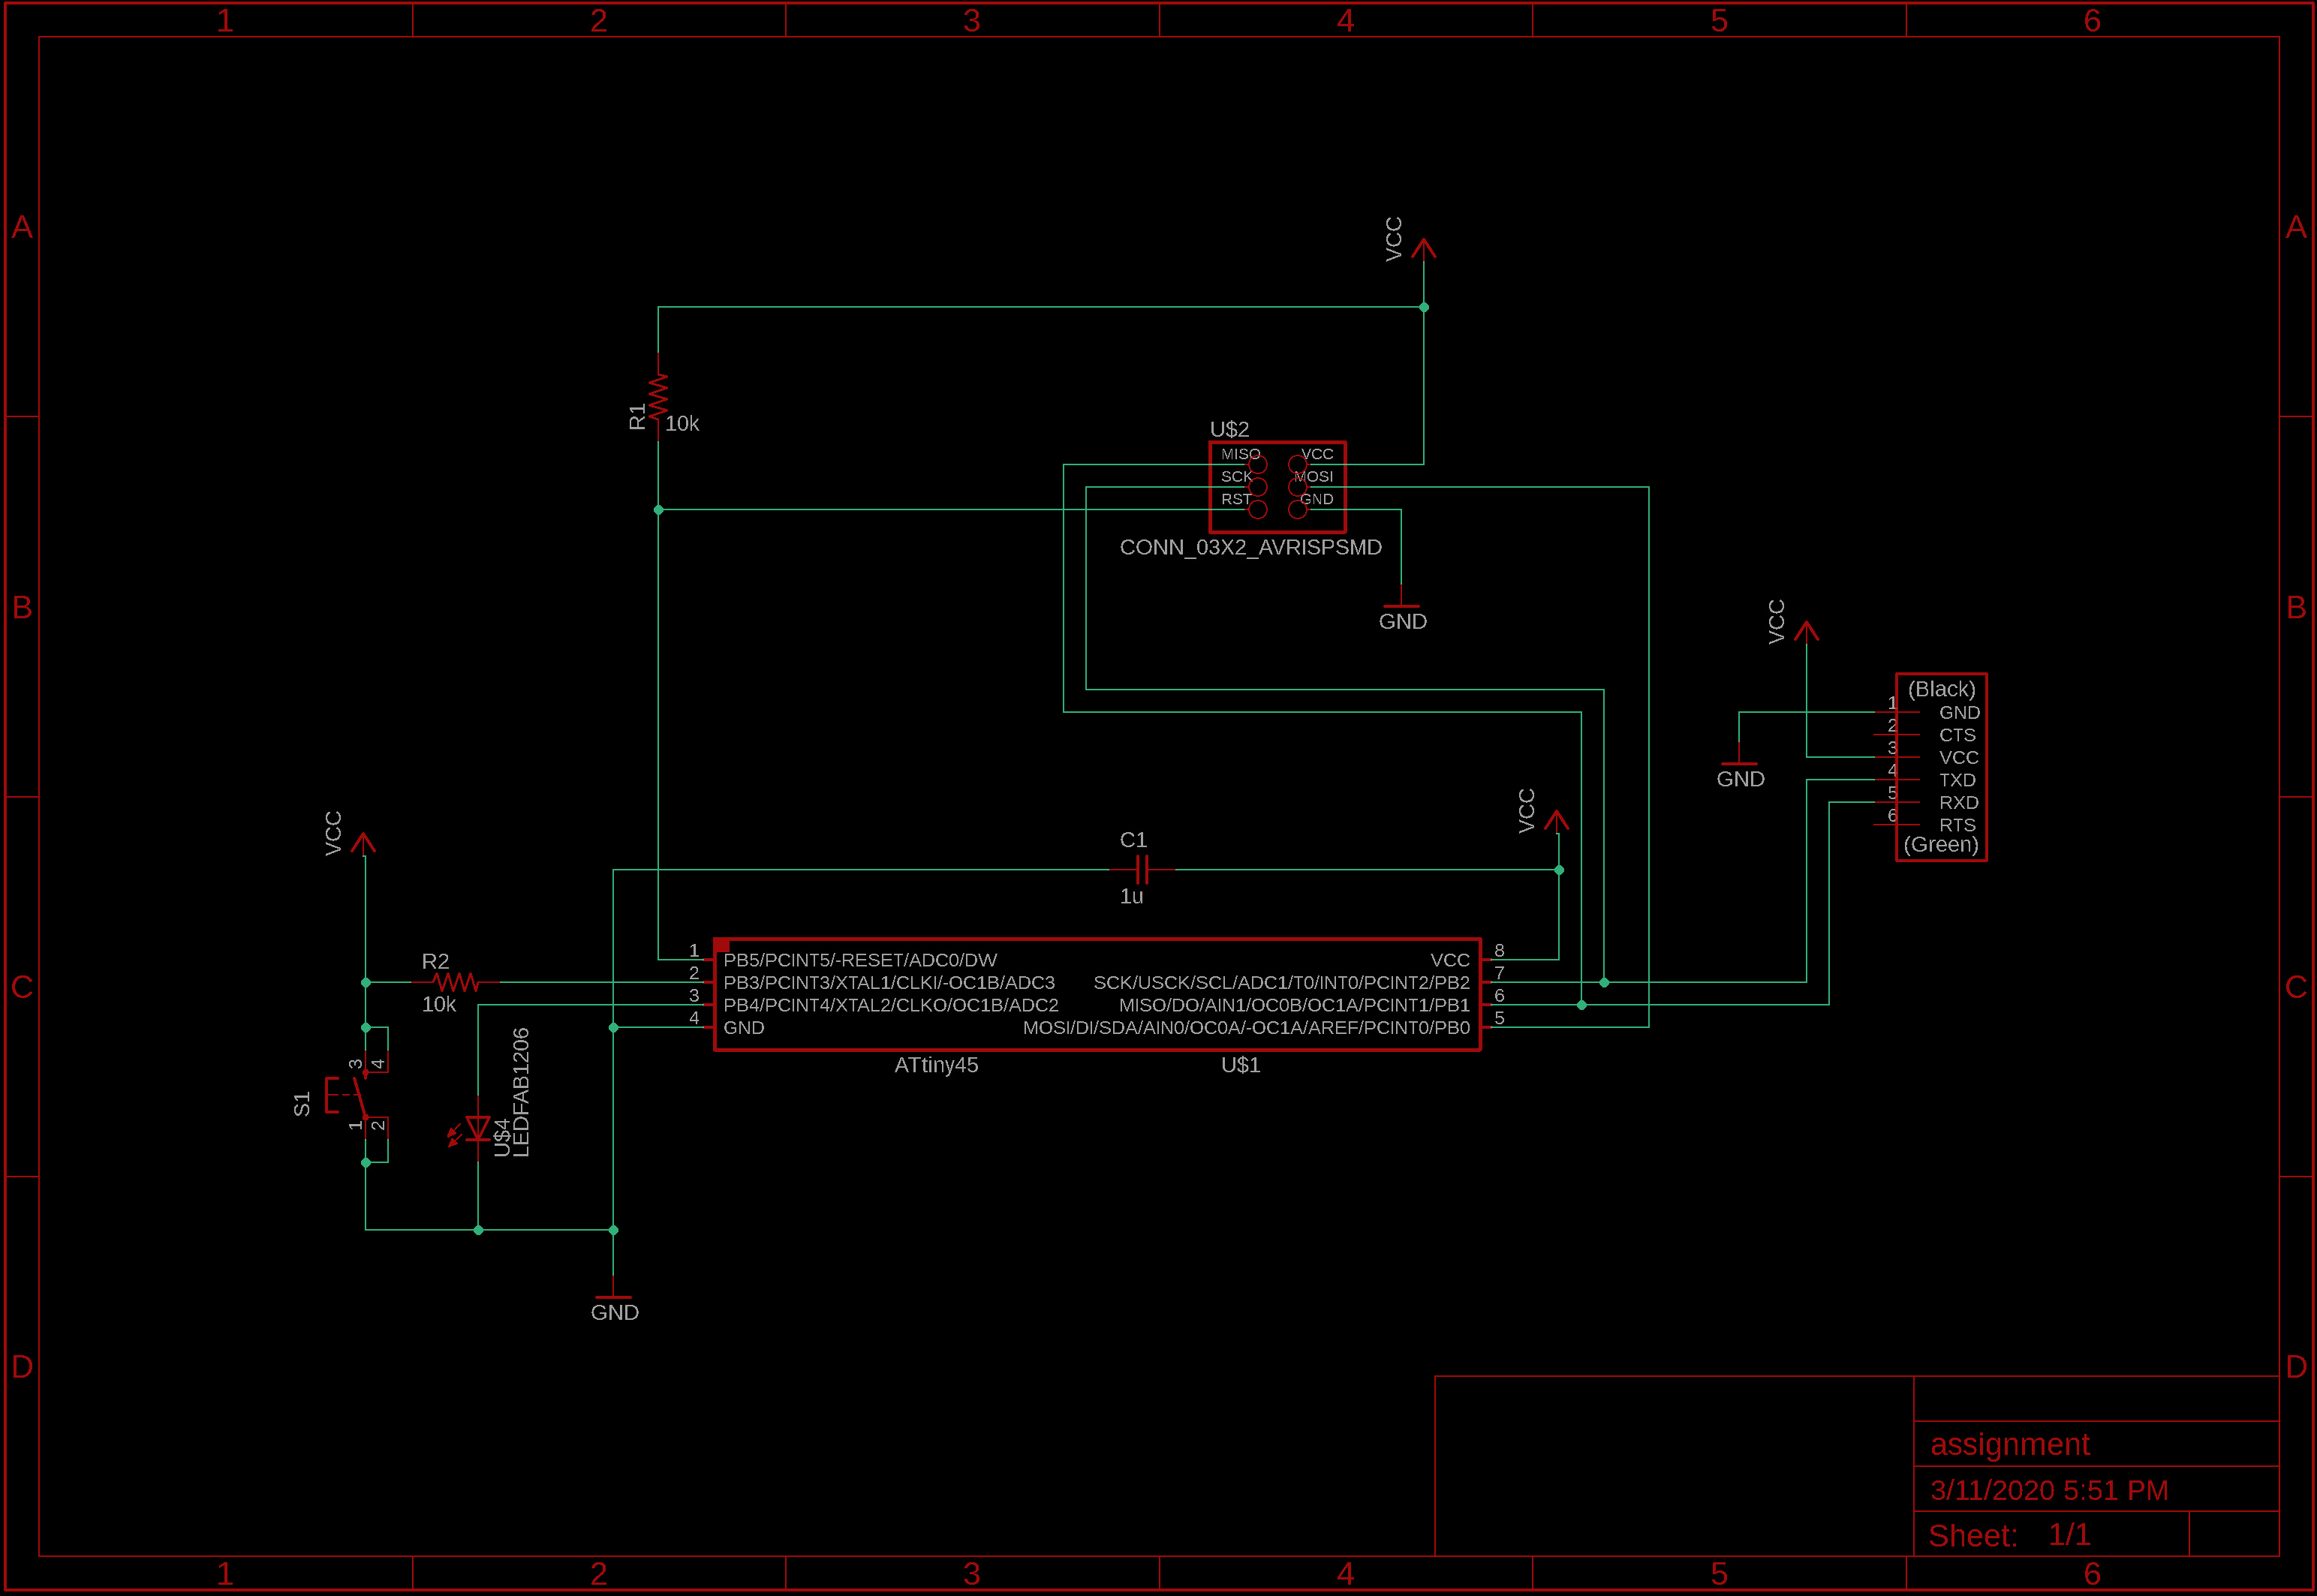 1 2 3 4 5 6
A A
VCC
R1
10k
U$2
MISO VCC
SCK MOSI
RST GND
CONN_03X2_AVRISPSMD
GND
B B
VCC
(Black)
1 GND
2 CTS
3 VCC
4 TXD
5 RXD
6 RTS
(Green)
GND
VCC
C1
1u
VCC
R2
10k
C C
1 PB5/PCINT5/-RESET/ADC0/DW
2 PB3/PCINT3/XTAL1/CLKI/-OC1B/ADC3
3 PB4/PCINT4/XTAL2/CLKO/OC1B/ADC2
4 GND
VCC 8
SCK/USCK/SCL/ADC1/T0/INT0/PCINT2/PB2 7
MISO/DO/AIN1/OC0B/OC1A/PCINT1/PB1 6
MOSI/DI/SDA/AIN0/OC0A/-OC1A/AREF/PCINT0/PB0 5
ATtiny45
U$1
S1
3 4
1 2
U$4
LEDFAB1206
GND
D D
assignment
3/11/2020 5:51 PM
Sheet: 1/1
1 2 3 4 5 6